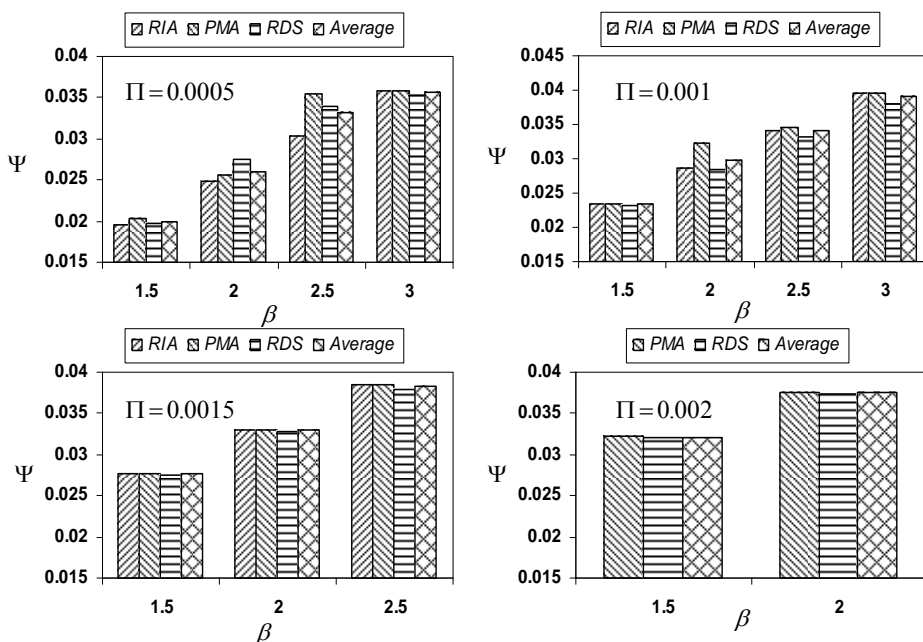 RIA PMA RDS Average
0.04
0.035
0.03
0.025
0.02
0.015
Ψ
Π=0.0005
1.5 2 2.5 3
β
RIA PMA RDS Average
0.045
0.04
0.035
0.03
0.025
0.02
0.015
Ψ
Π=0.001
1.5 2 2.5 3
β
RIA PMA RDS Average
0.04
0.035
0.03
0.025
0.02
0.015
Ψ
Π=0.0015
1.5 2 2.5
β
PMA RDS Average
0.04
0.035
0.03
0.025
0.02
0.015
Ψ
Π=0.002
1.5 2
β